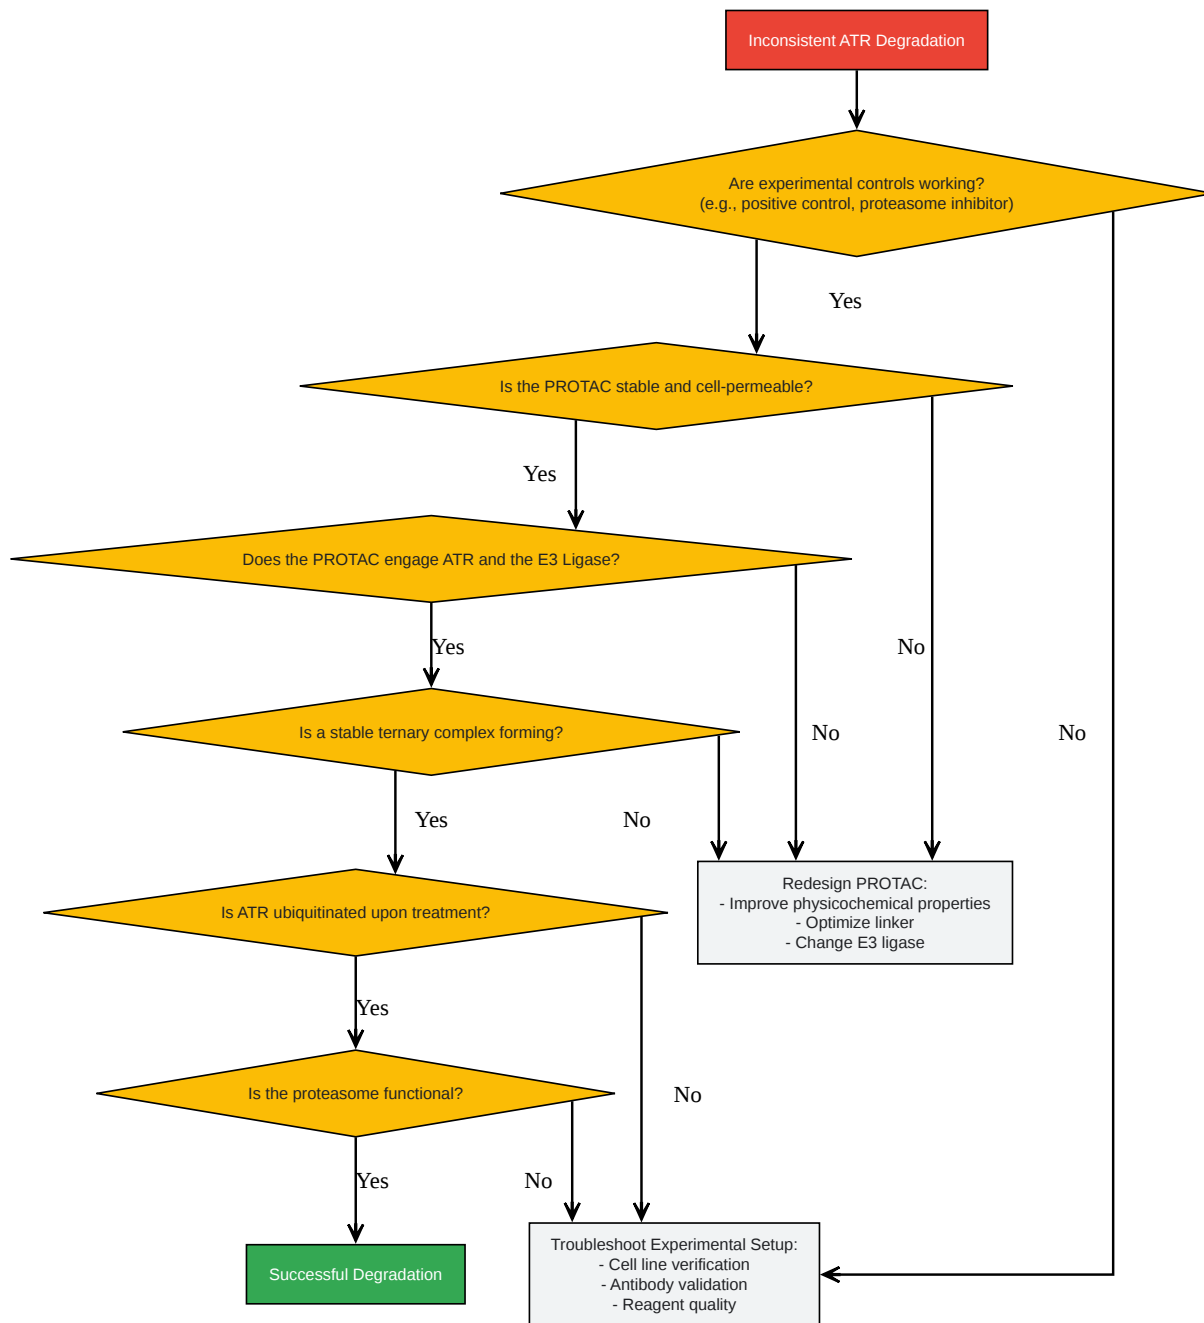 Inconsistent ATR Degradation
Are experimental controls working?
(e.g., positive control, proteasome inhibitor)
Yes
Is the PROTAC stable and cell-permeable?
Yes
Does the PROTAC engage ATR and the E3 Ligase?
Yes
No
Is a stable ternary complex forming?
No
No
Yes
No
Redesign PROTAC:
- Improve physicochemical properties
- Optimize linker
- Change E3 ligase
Is ATR ubiquitinated upon treatment?
Yes
Is the proteasome functional?
No
Yes
No
Successful Degradation
Troubleshoot Experimental Setup:
- Cell line verification
- Antibody validation
- Reagent quality